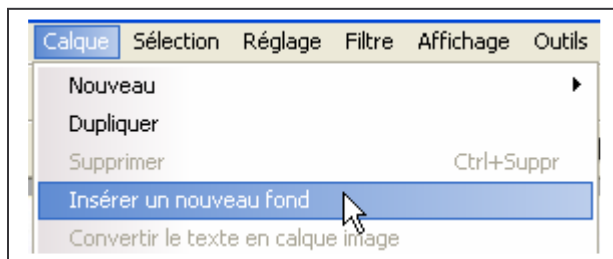 Calque Sélection Réglage Filtre Affichage Outils
Nouveau
Dupliquer
Supprimer Ctrl+Suppr
Insérer un nouveau fond
Convertir le texte en calque image